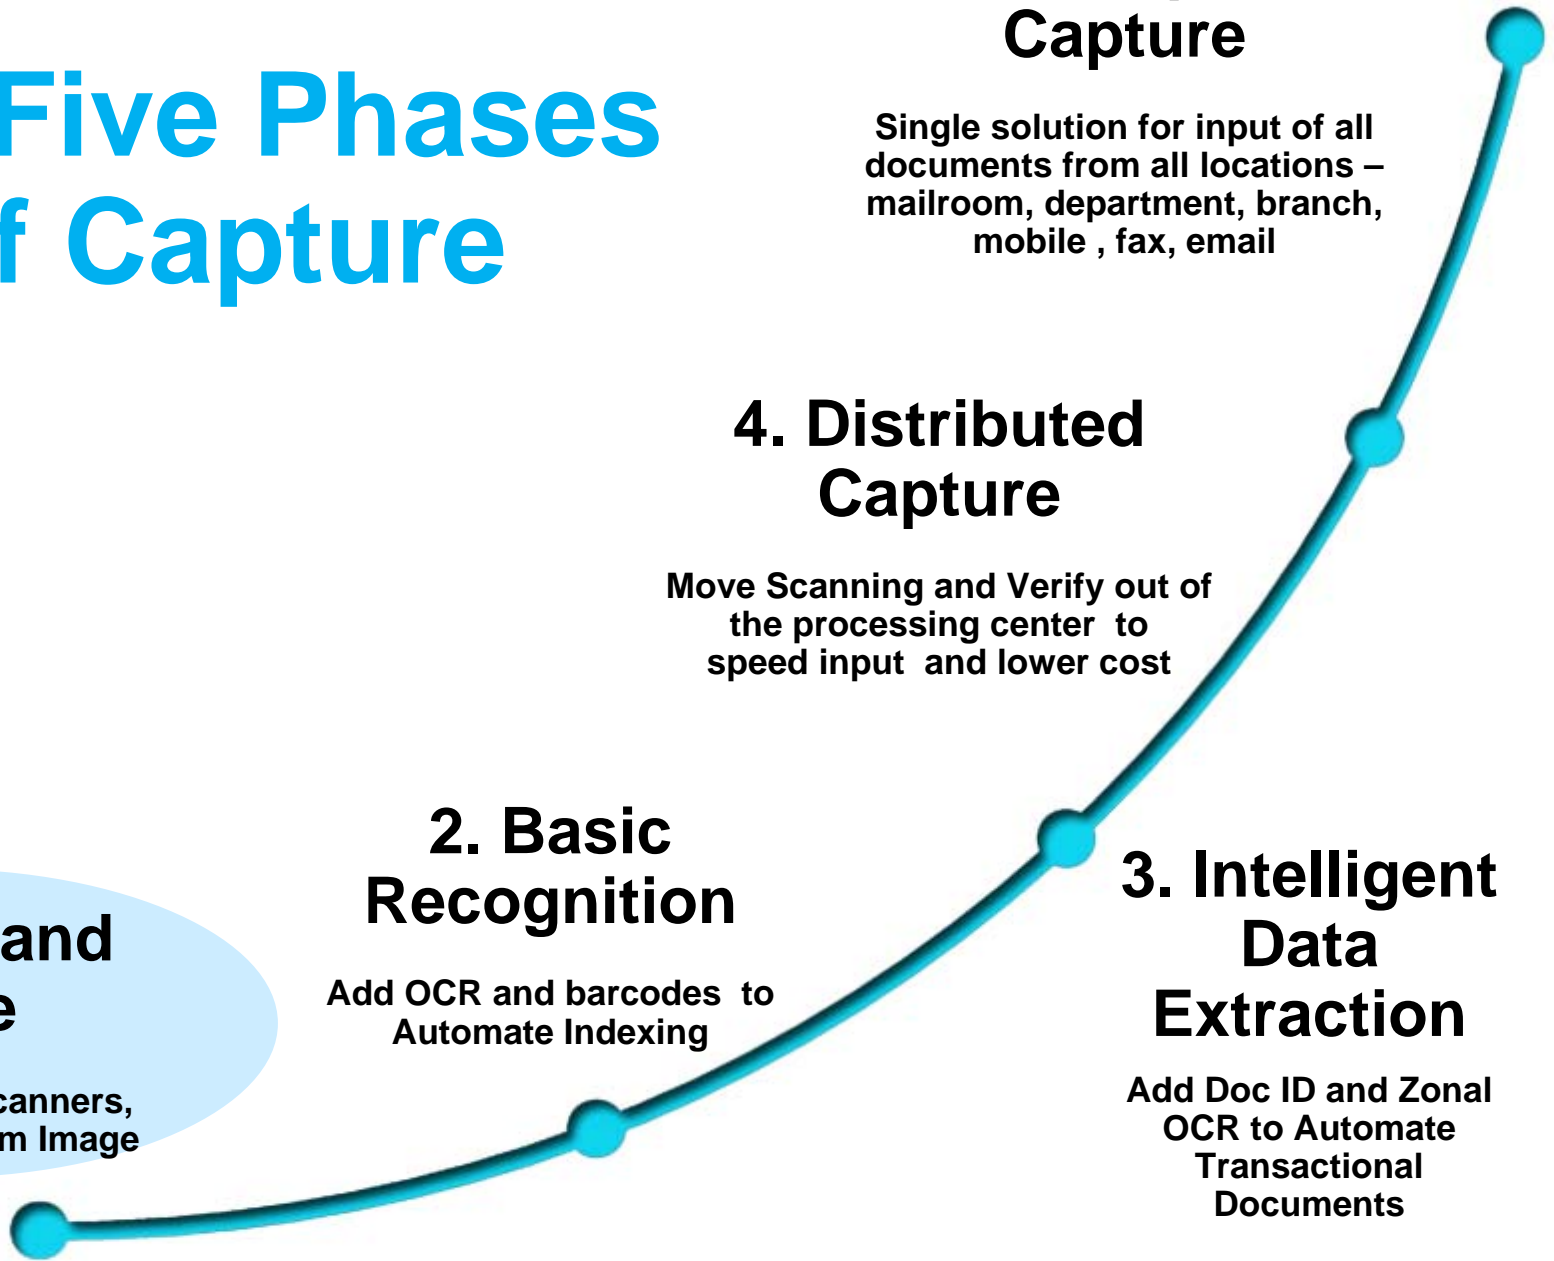 Five Phases
f Capture
Capture
Single solution for input of all
documents from all locations –
mailroom, department, branch,
mobile , fax, email
4. Distributed
Capture
Move Scanning and Verify out of
the processing center to
speed input and lower cost
2. Basic
Recognition
Add OCR and barcodes to
Automate Indexing
3. Intelligent
Data
Extraction
Add Doc ID and Zonal
OCR to Automate
Transactional
Documents
and
e
canners,
m Image